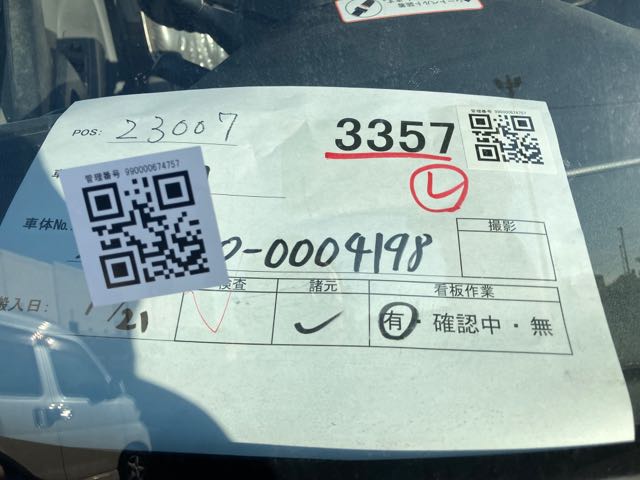 POS: 23007
3357
管理番号 990000674757
レ
管理番号 990000674757
車体No.
0-0004198
撮影
搬入日: 1/21
検査
諸元
看板作業
有・確認中・無